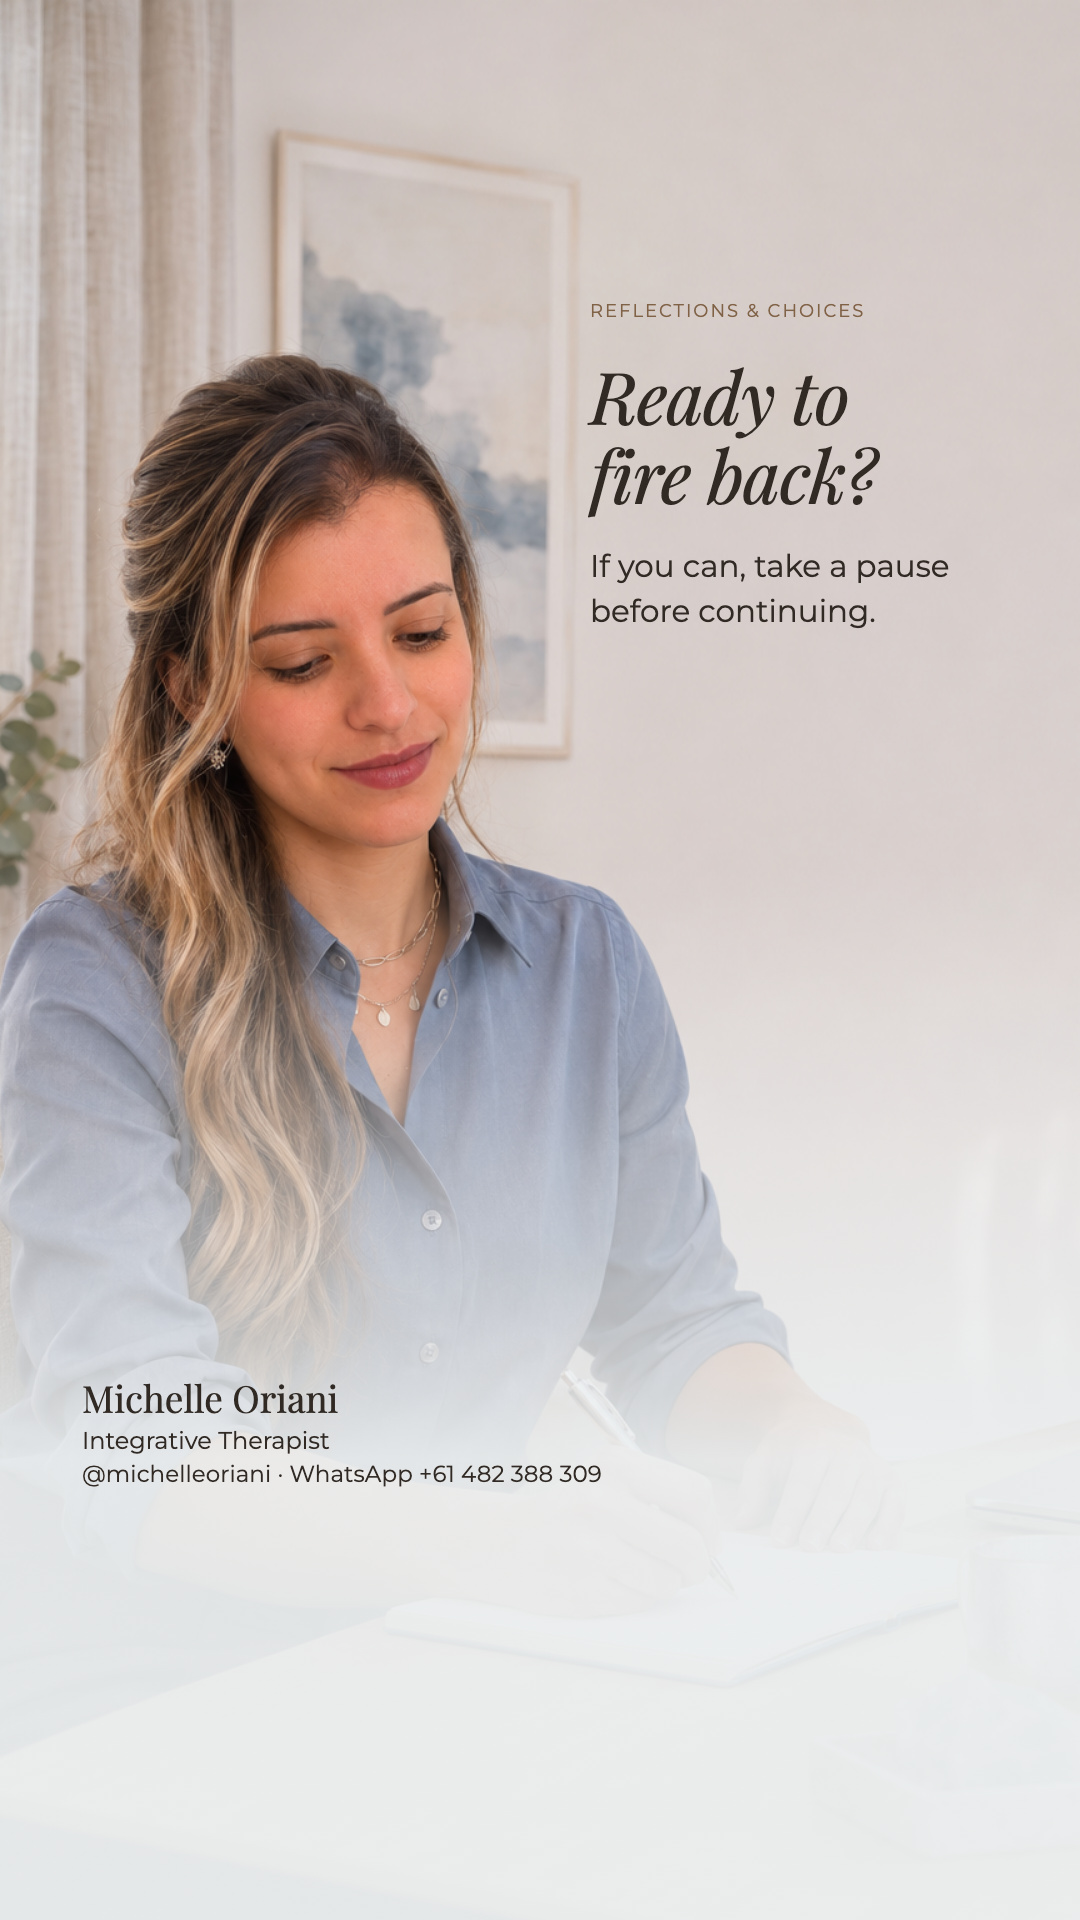 REFLECTIONS & CHOICES
Ready to
fire back?
If you can, take a pause
before continuing.
Michelle Oriani
Integrative Therapist
@michelleoriani · WhatsApp +61 482 388 309